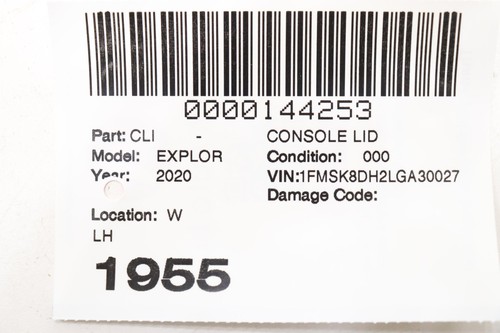 0000144253
Part: CLI - CONSOLE LID
Model: EXPLOR Condition: 000
Year: 2020 VIN:1FMSK8DH2LGA30027
Damage Code:
Location: W
LH
1955